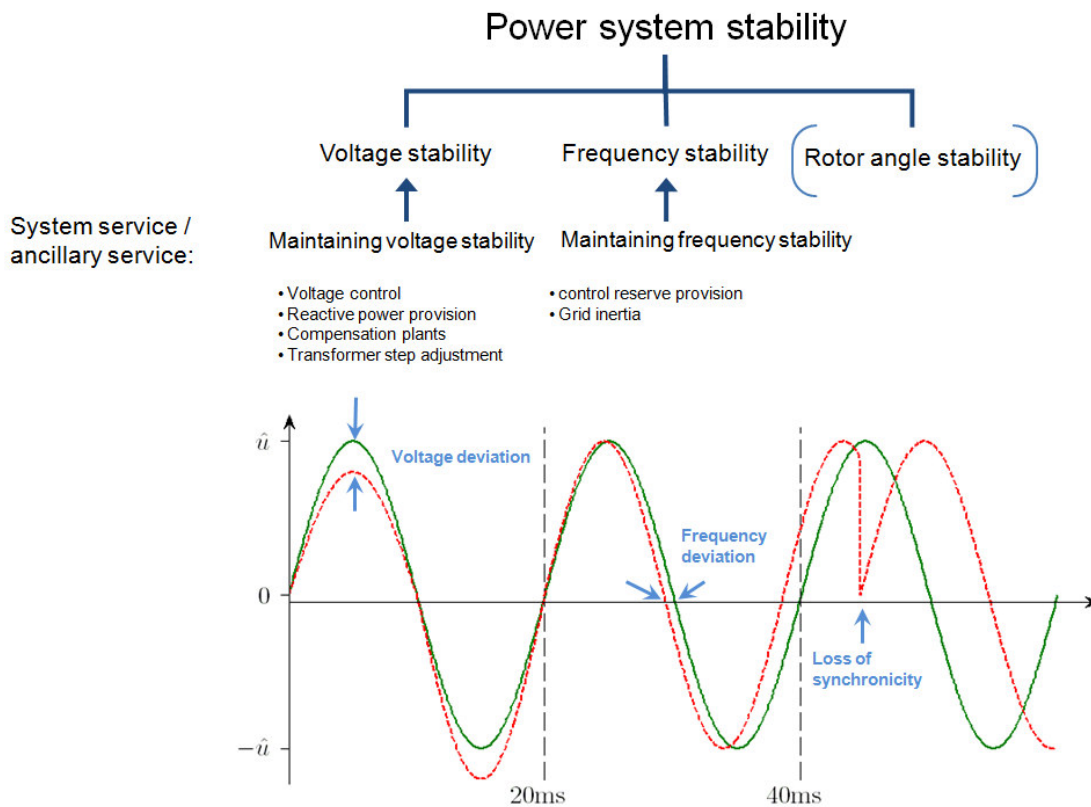 Power system stability
Voltage stability
Frequency stability
Rotor angle stability
System service /
ancillary service:
Maintaining voltage stability
Maintaining frequency stability
• Voltage control
• Reactive power provision
• Compensation plants
• Transformer step adjustment
• control reserve provision
• Grid inertia
û
Voltage deviation
Frequency
deviation
0
Loss of
synchronicity
−û
20ms
40ms